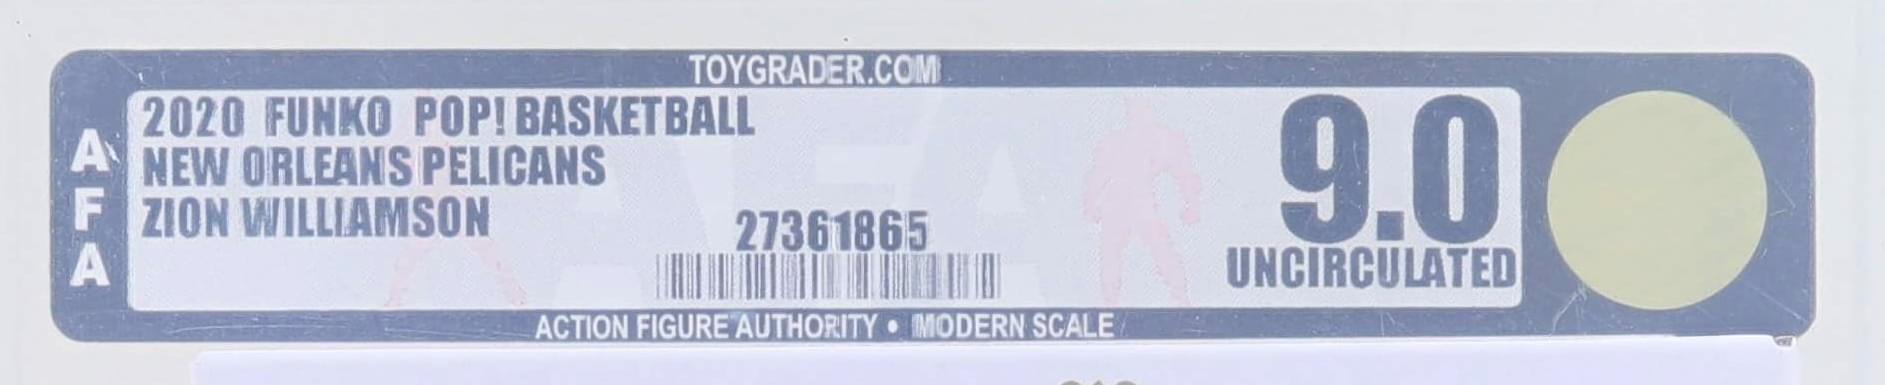 TOYGRADER.COM
AFA
2020 FUNKO POP! BASKETBALL
NEW ORLEANS PELICANS
ZION WILLIAMSON
27361865
9.0
UNCIRCULATED
ACTION FIGURE AUTHORITY • MODERN SCALE